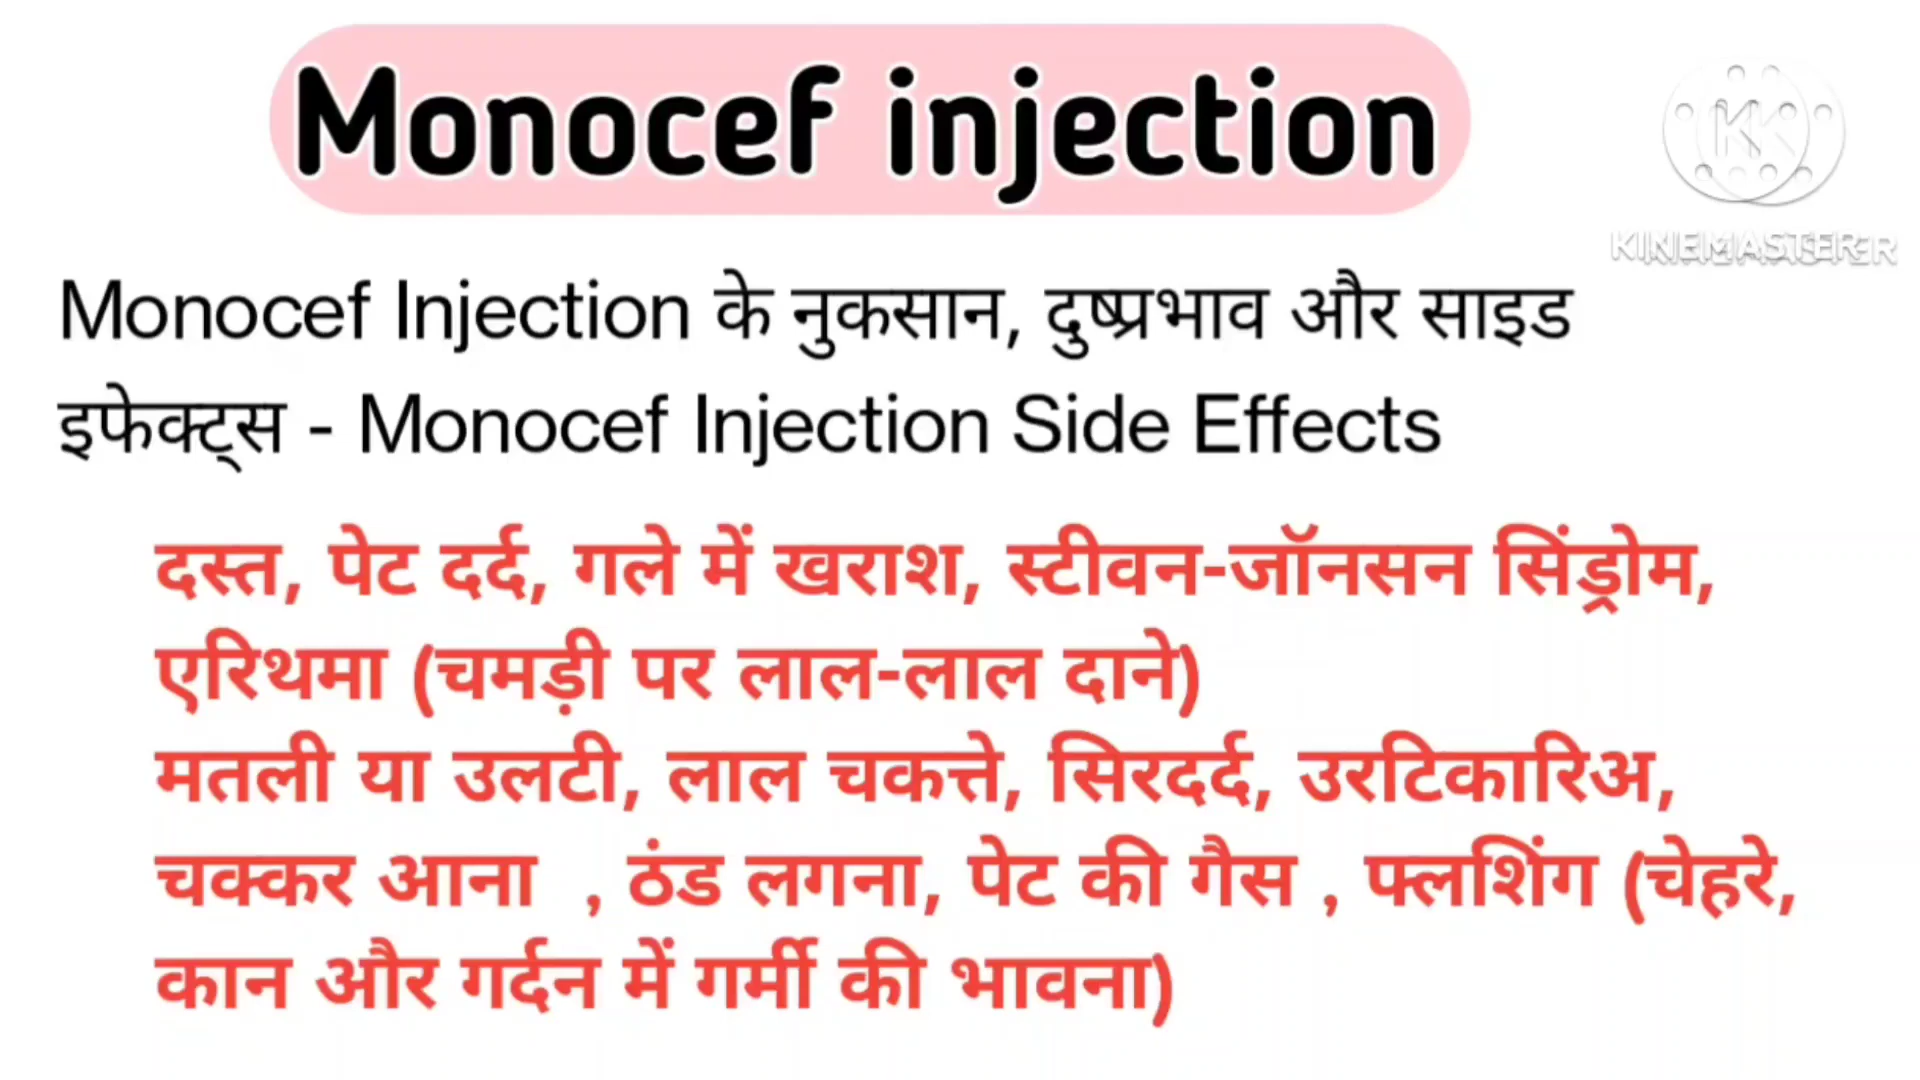 Monocef injection
KINEMASTER
Monocef Injection के नुकसान, दुष्प्रभाव और साइड
इफेक्ट्स - Monocef Injection Side Effects
दस्त, पेट दर्द, गले में खराश, स्टीवन-जॉनसन सिंड्रोम,
एरिथमा (चमड़ी पर लाल-लाल दाने)
मतली या उलटी, लाल चकत्ते, सिरदर्द, उरटिकारिअ,
चक्कर आना , ठंड लगना, पेट की गैस , फ्लशिंग (चेहरे,
कान और गर्दन में गर्मी की भावना)